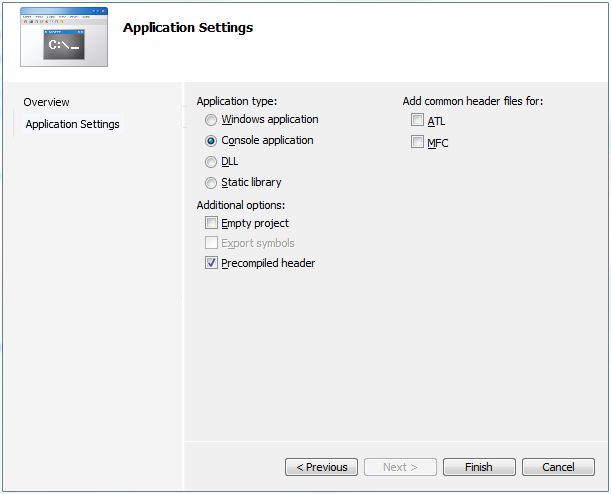 Application Settings
C:\_
Overview
Application Settings
Application type:
Windows application
Console application
DLL
Static library
Additional options:
Empty project
Export symbols
Precompiled header
Add common header files for:
ATL
MFC
< Previous
Next >
Finish
Cancel